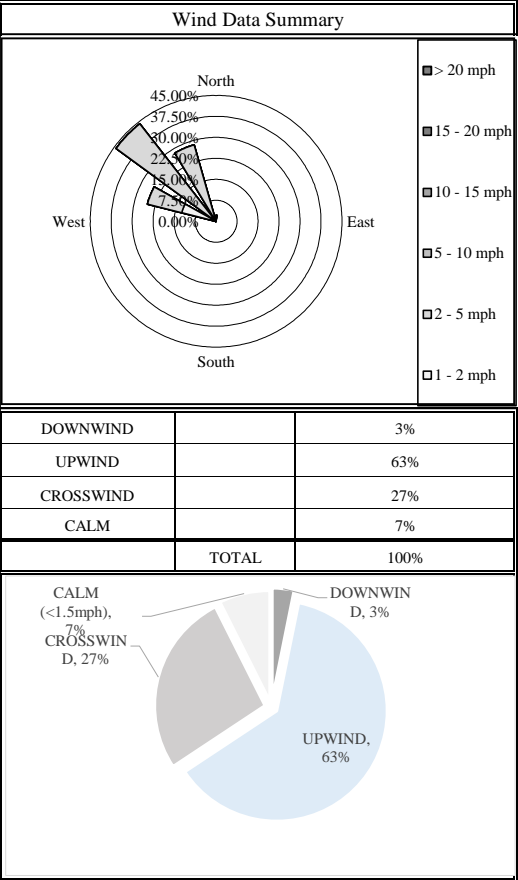 Wind Data Summary
North
45.00%
37.50%
30.00%
22.50%
15.00%
7.50%
0.00%
West
East
South
> 20 mph
15 - 20 mph
10 - 15 mph
5 - 10 mph
2 - 5 mph
1 - 2 mph
DOWNWIND 3%
UPWIND 63%
CROSSWIND 27%
CALM 7%
TOTAL 100%
CALM
(<1.5mph),
7%
CROSSWIN
D, 27%
DOWNWIN
D, 3%
UPWIND,
63%